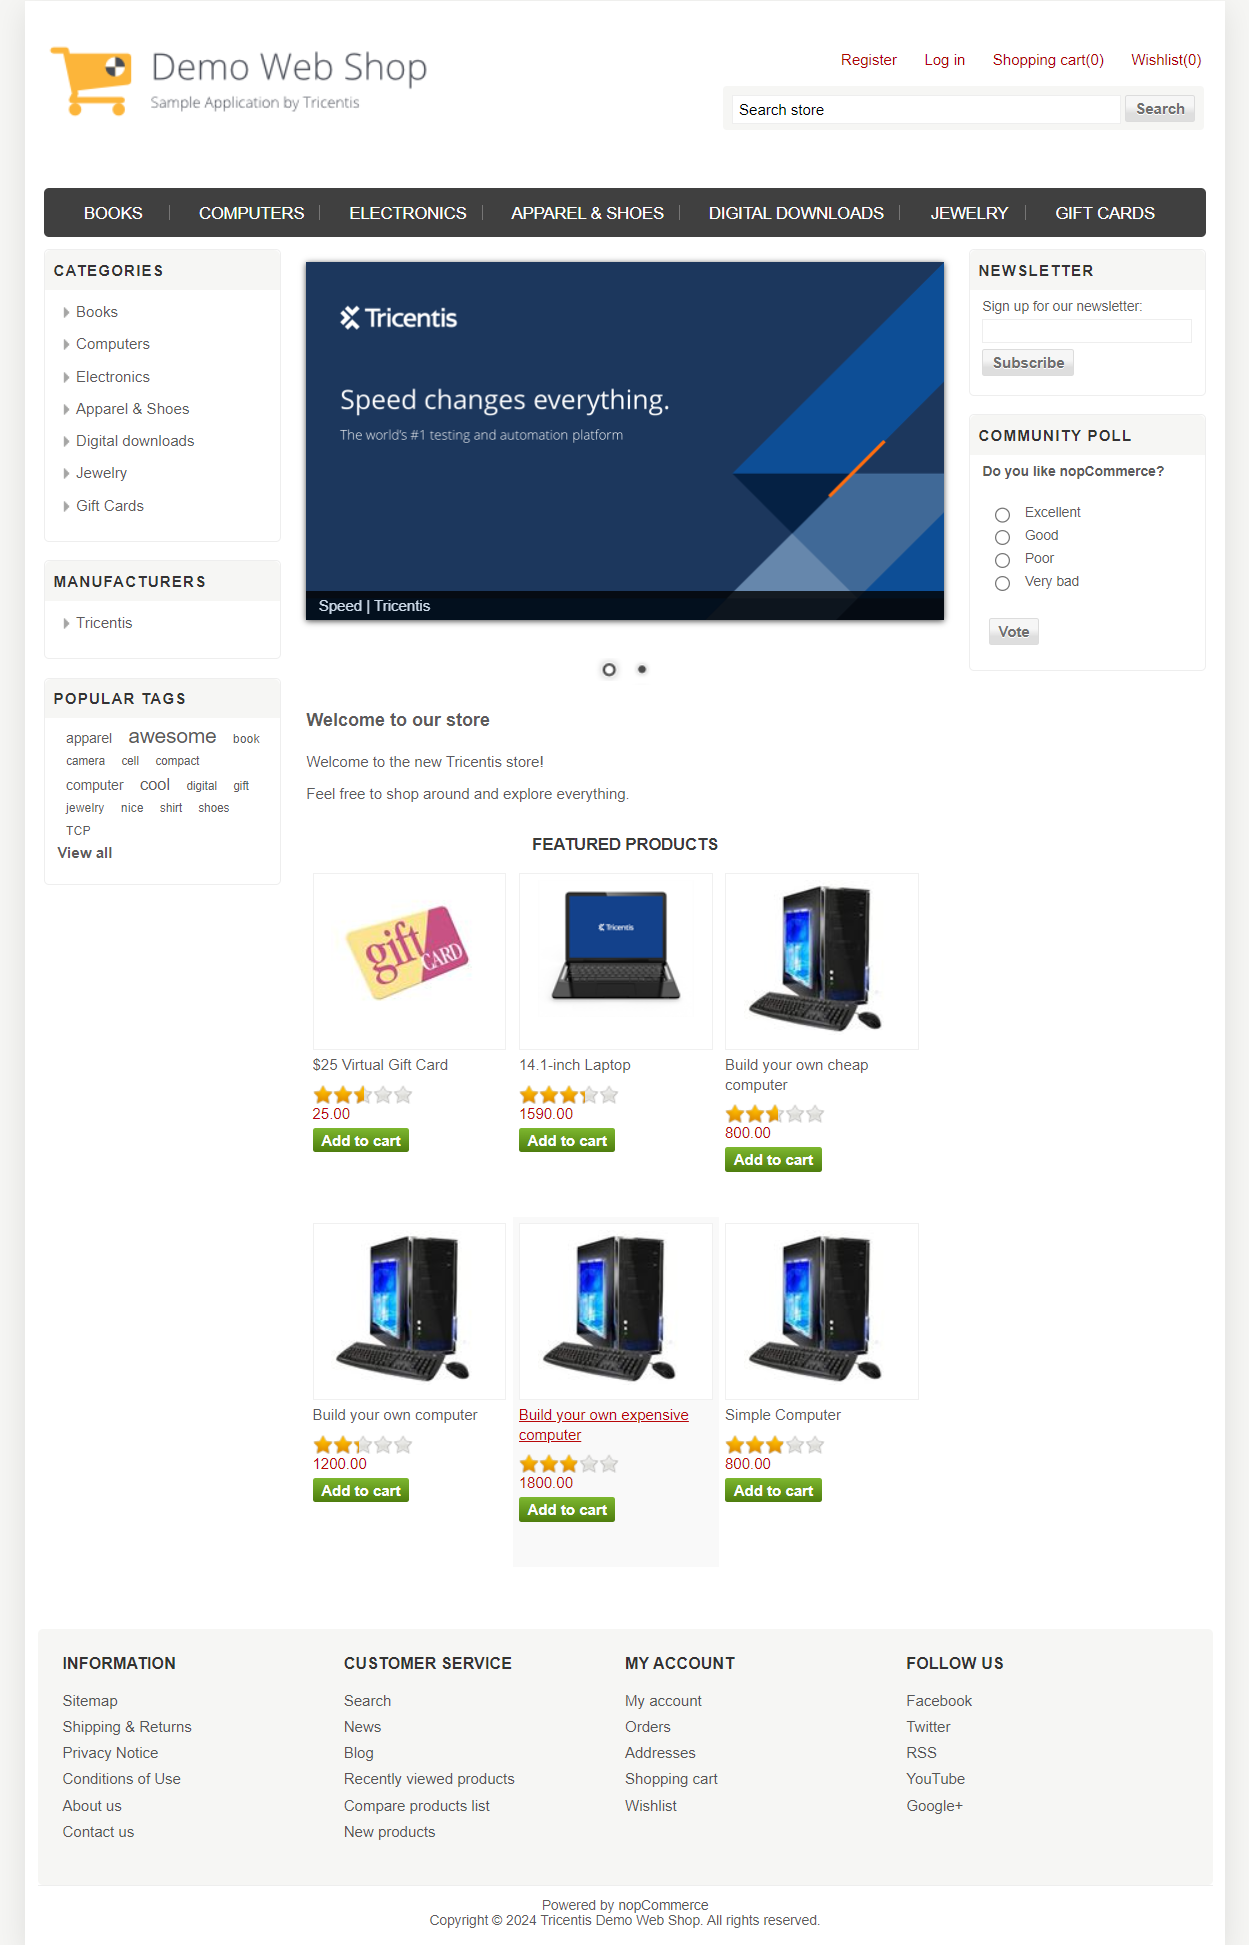 Demo Web Shop
Sample Application by Tricentis
Register Log in Shopping cart(0) Wishlist(0)
Search store Search
BOOKS COMPUTERS ELECTRONICS APPAREL & SHOES DIGITAL DOWNLOADS JEWELRY GIFT CARDS
CATEGORIES
Books
Computers
Electronics
Apparel & Shoes
Digital downloads
Jewelry
Gift Cards
MANUFACTURERS
Tricentis
POPULAR TAGS
apparel awesome book
camera cell compact
computer cool digital gift
jewelry nice shirt shoes
TCP
View all
Tricentis
Speed changes everything.
The world's #1 testing and automation platform
Speed | Tricentis
Welcome to our store
Welcome to the new Tricentis store!
Feel free to shop around and explore everything.
FEATURED PRODUCTS
gift CARD
$25 Virtual Gift Card
25.00
Add to cart
Tricentis
14.1-inch Laptop
1590.00
Add to cart
Build your own cheap
computer
800.00
Add to cart
Build your own computer
1200.00
Add to cart
Build your own expensive
computer
1800.00
Add to cart
Simple Computer
800.00
Add to cart
NEWSLETTER
Sign up for our newsletter:
Subscribe
COMMUNITY POLL
Do you like nopCommerce?
Excellent
Good
Poor
Very bad
Vote
INFORMATION
Sitemap
Shipping & Returns
Privacy Notice
Conditions of Use
About us
Contact us
CUSTOMER SERVICE
Search
News
Blog
Recently viewed products
Compare products list
New products
MY ACCOUNT
My account
Orders
Addresses
Shopping cart
Wishlist
FOLLOW US
Facebook
Twitter
RSS
YouTube
Google+
Powered by nopCommerce
Copyright © 2024 Tricentis Demo Web Shop. All rights reserved.